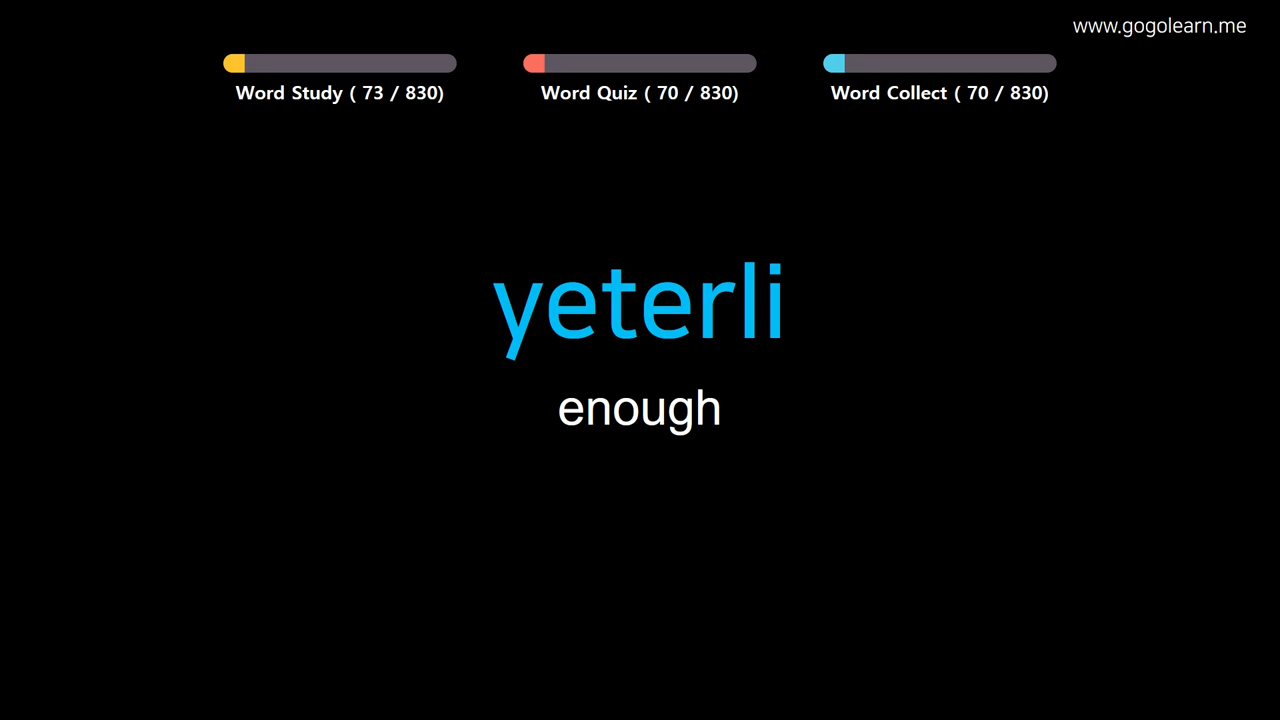 www.gogolearn.me
Word Study ( 73 / 830)
Word Quiz ( 70 / 830)
Word Collect ( 70 / 830)
yeterli
enough